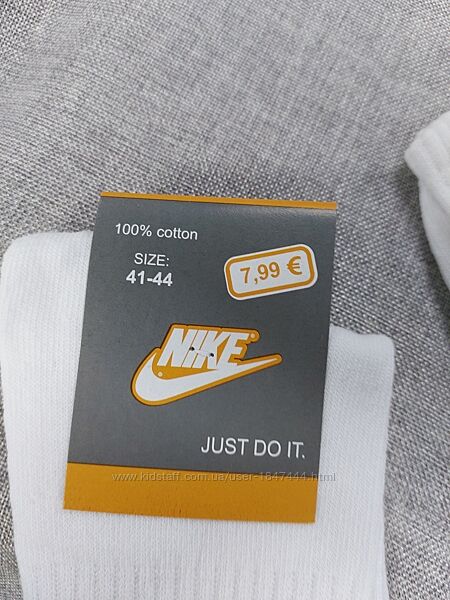 100% cotton
SIZE:
41-44
7,99 €
NIKE
JUST DO IT.
www.kidstaff.com.ua/user-1847444.html